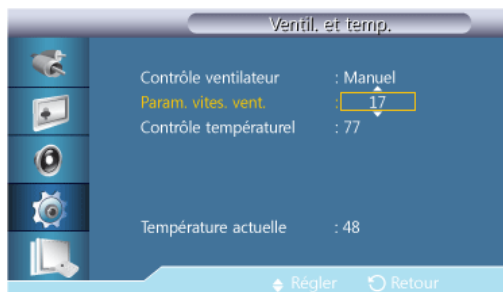 Ventil. et temp.
Contrôle ventilateur : Manuel
Param. vites. vent. : 17
Contrôle températurel : 77
Température actuelle : 48
Régler Retour